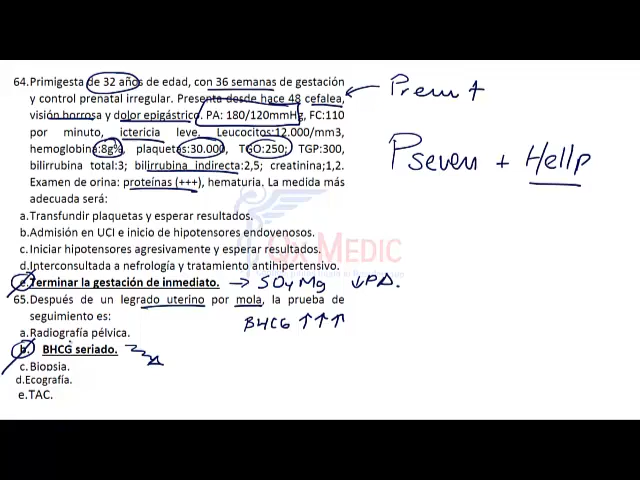 64.Primigesta de 32 años de edad, con 36 semanas de gestación
y control prenatal irregular. Presenta desde hace 48 cefalea,
visión borrosa y dolor epigástrico. PA: 180/120mmHg, FC:110
por minuto, ictericia leve. Leucocitos:12.000/mm3,
hemoglobina:8g%, plaquetas:30.000, TGO:250; TGP:300,
bilirrubina total:3; bilirrubina indirecta:2,5; creatinina;1,2.
Examen de orina: proteínas (+++), hematuria. La medida más
adecuada será:
a.Transfundir plaquetas y esperar resultados.
b.Admisión en UCI e inicio de hipotensores endovenosos.
c.Iniciar hipotensores agresivamente y esperar resultados.
d.Interconsultada a nefrología y tratamiento antihipertensivo.
e.Terminar la gestación de inmediato. → SO4Mg ↓PA.
65.Después de un legrado uterino por mola, la prueba de
seguimiento es:
BHCG ↑↑↑
a.Radiografía pélvica.
b. BHCG seriado.
c.Biopsia.
d.Ecografía.
e.TAC.
Prem +
Pseven + Hellp
QX MEDIC